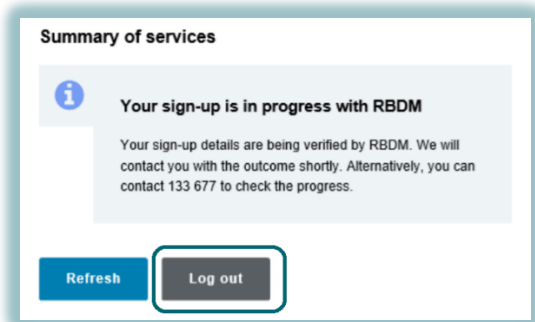 Summary of services
Your sign-up is in progress with RBDM
Your sign-up details are being verified by RBDM. We will
contact you with the outcome shortly. Alternatively, you can
contact 133 677 to check the progress.
Refresh
Log out